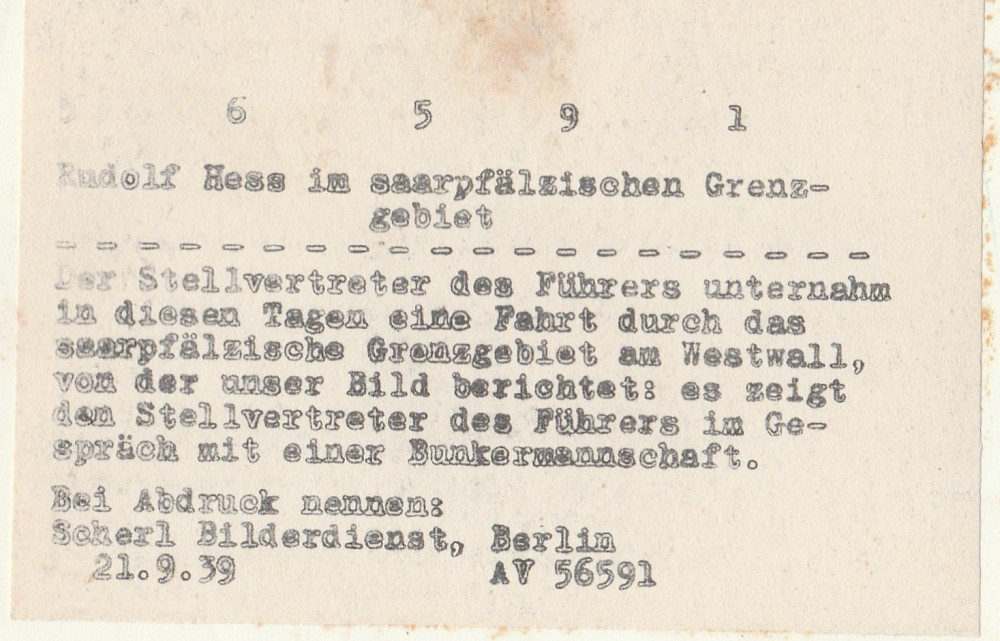 5 6 5 9 1
Rudolf Hess im saarpfälzischen Grenz-
gebiet
- - - - - - - - - - - - - - - - - - - -
Der Stellvertreter des Führers unternahm
in diesen Tagen eine Fahrt durch das
saarpfälzische Grenzgebiet am Westwall,
von der unser Bild berichtet: es zeigt
den Stellvertreter des Führers im Ge-
spräch mit einer Bunkermannschaft.
Bei Abdruck nennen:
Scherl Bilderdienst, Berlin
21.9.39 AV 56591